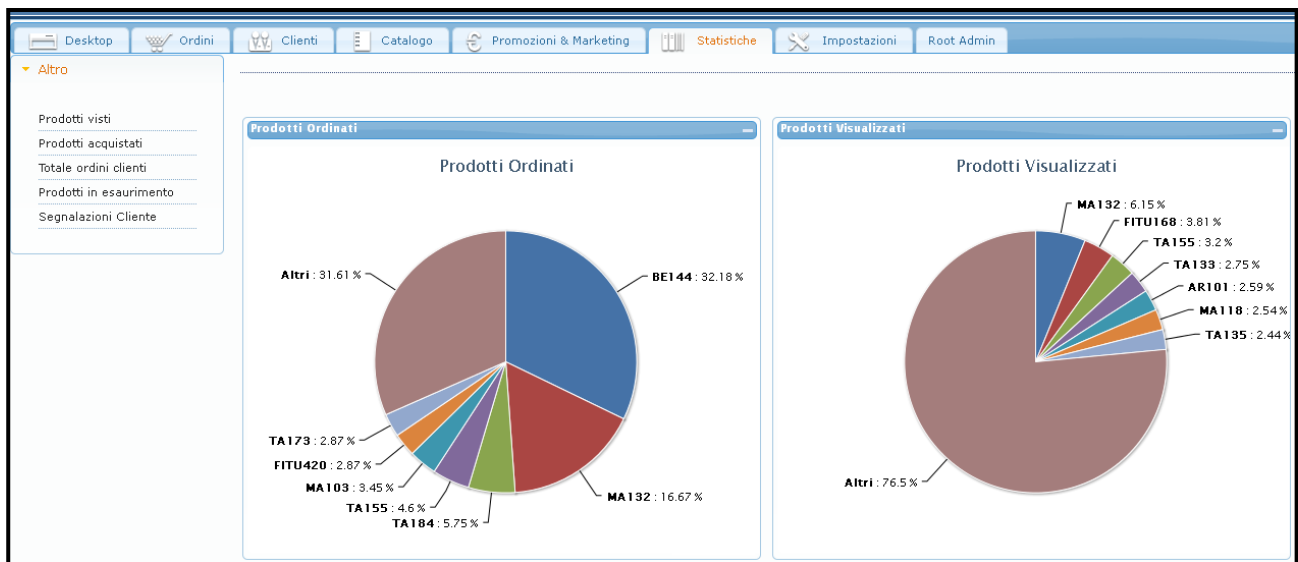 Desktop Ordini Clienti Catalogo Promozioni & Marketing Statistiche Impostazioni Root Admin
Altro
Prodotti visti
Prodotti acquistati
Totale ordini clienti
Prodotti in esaurimento
Segnalazioni Cliente
Prodotti Ordinati
Prodotti Ordinati
BE144 : 32.18 %
MA132 : 16.67 %
TA184 : 5.75 %
TA155 : 4.6 %
MA103 : 3.45 %
FITU420 : 2.87 %
TA173 : 2.87 %
Altri : 31.61 %
Prodotti Visualizzati
Prodotti Visualizzati
MA132 : 6.15 %
FITU168 : 3.81 %
TA155 : 3.2 %
TA133 : 2.75 %
AR101 : 2.59 %
MA118 : 2.54 %
TA135 : 2.44%
Altri : 76.5 %